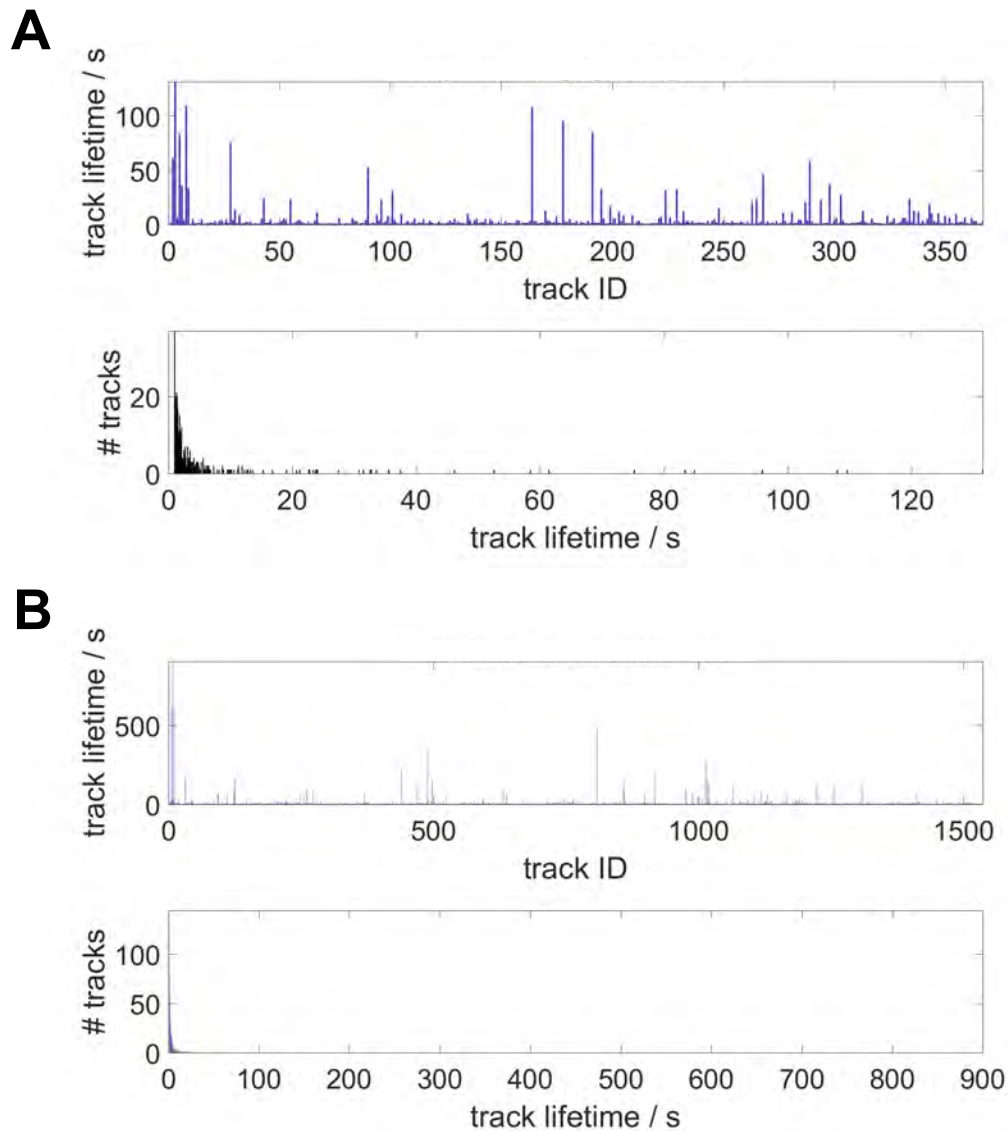 A
track lifetime / s
100
50
0
0 50 100 150 200 250 300 350
track ID
# tracks
20
0
0 20 40 60 80 100 120
track lifetime / s
B
track lifetime / s
500
0
0 500 1000 1500
track ID
# tracks
100
50
0
0 100 200 300 400 500 600 700 800 900
track lifetime / s